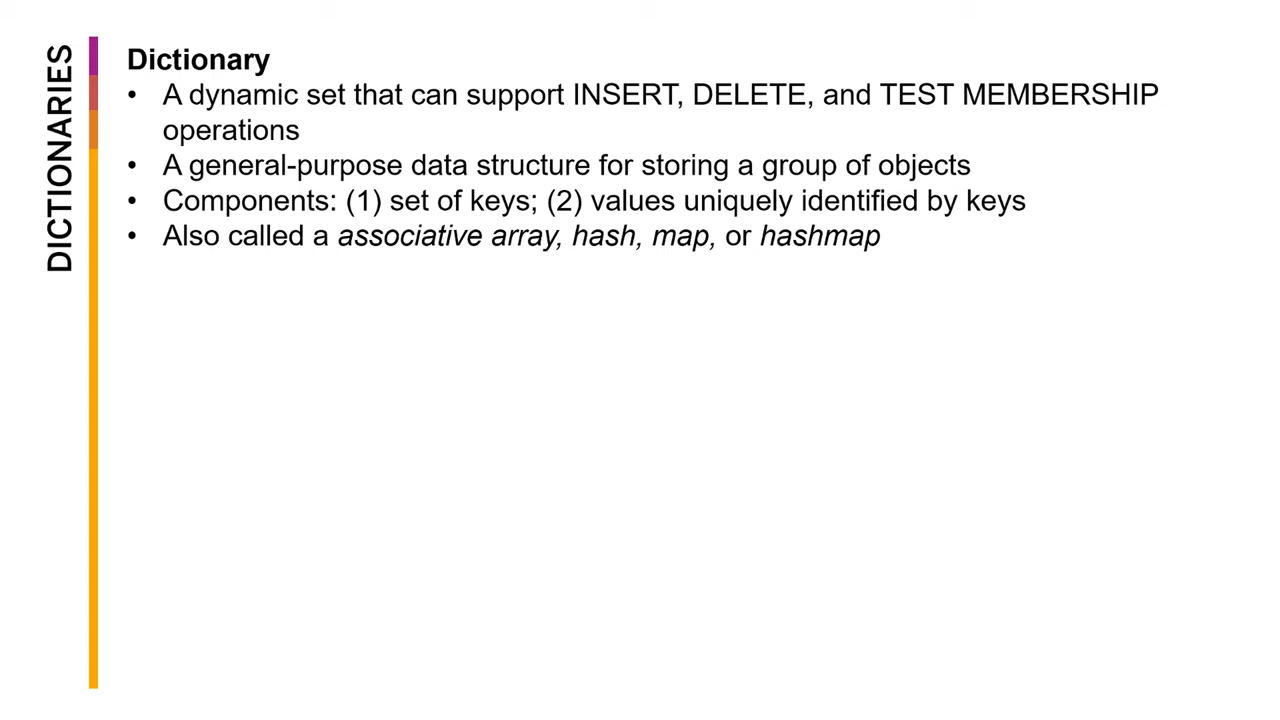 DICTIONARIES
Dictionary
• A dynamic set that can support INSERT, DELETE, and TEST MEMBERSHIP
operations
• A general-purpose data structure for storing a group of objects
• Components: (1) set of keys; (2) values uniquely identified by keys
• Also called a associative array, hash, map, or hashmap